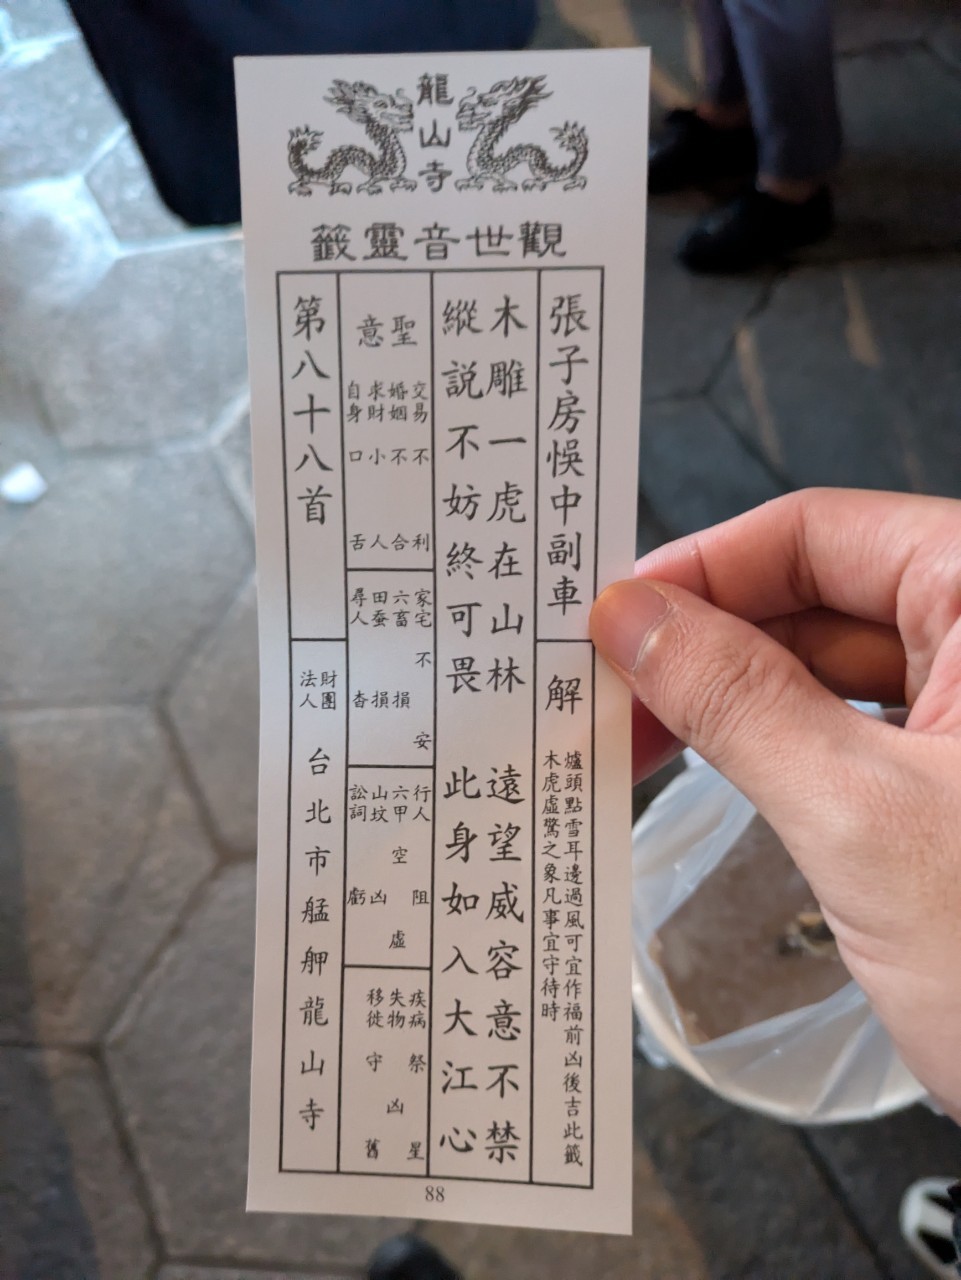 龍山寺
觀世音靈籤
張子房悞中副車
解
爐頭點雪耳邊過風可宜作福前凶後吉此籤
木虎虛驚之象凡事宜守待時
木雕一虎在山林 遠望威容意不禁
縱說不妨終可畏 此身如入大江心
聖意
交易不利
婚姻不合
求財小人
自身口舌
家宅不安
六畜損
田蚕損
尋人杳
行人阻
六甲空虛
山坟凶
訟詞虧
疾病祭星
失物凶
移徙守舊
第八十八首
財團法人
台北市艋舺龍山寺
88